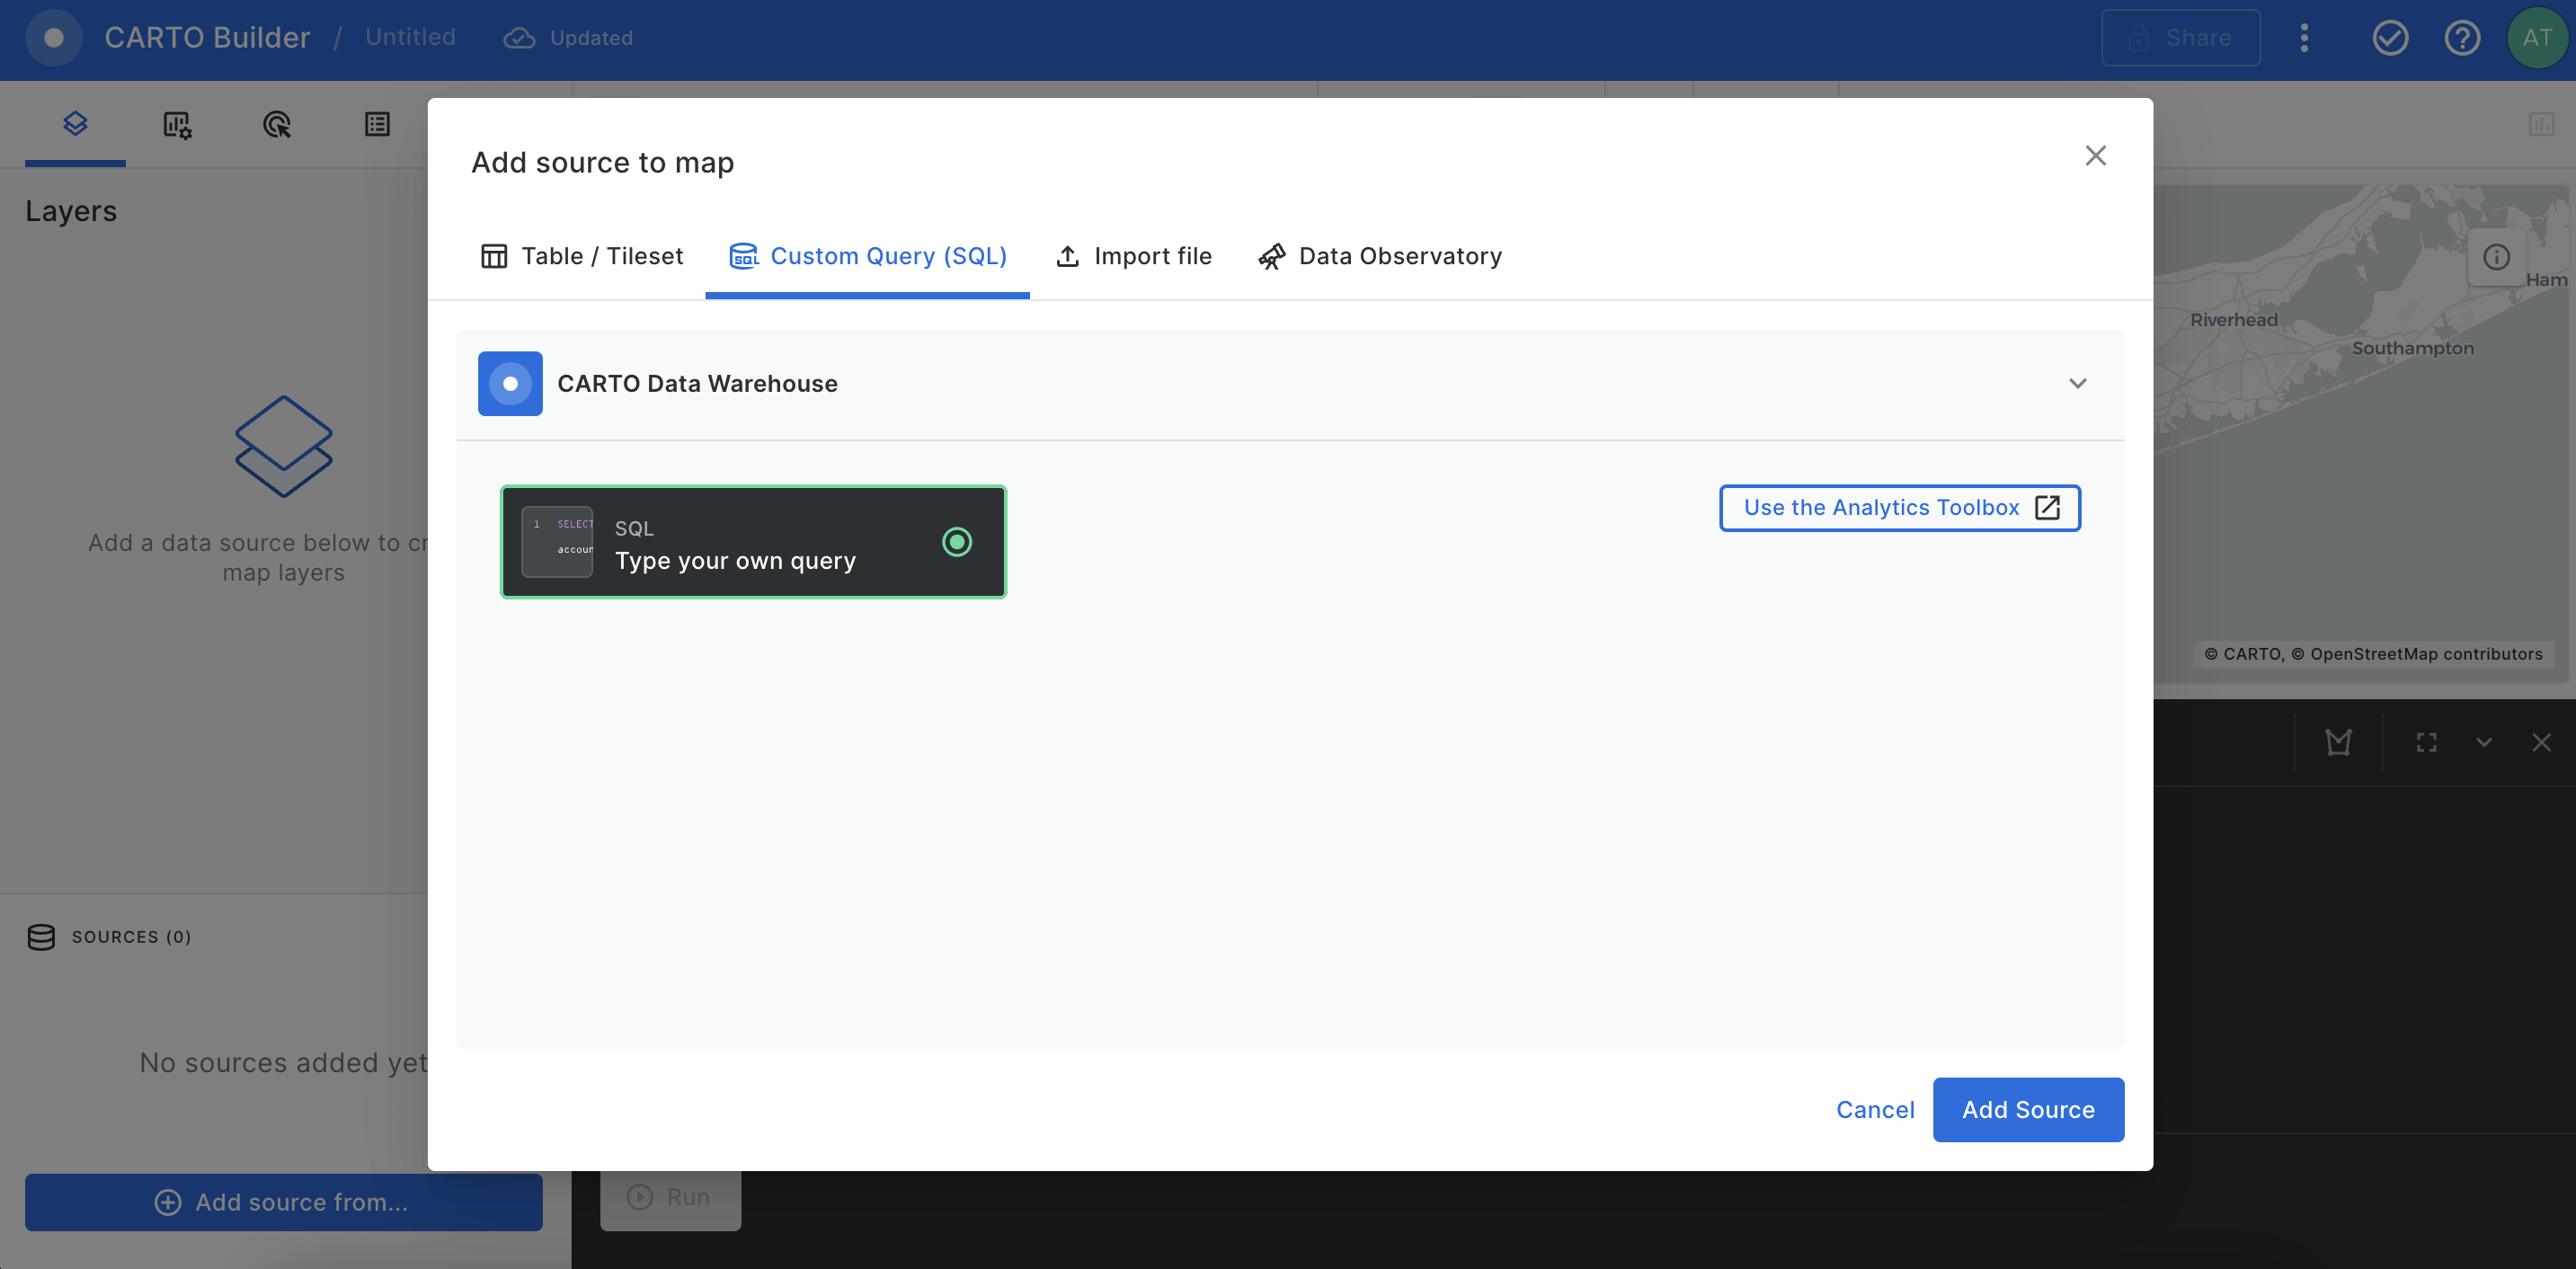 CARTO Builder / Untitled Updated
Share
AT
Layers
Add a data source below to cr
map layers
SOURCES (0)
No sources added yet
Add source from...
Add source to map
Table / Tileset
Custom Query (SQL)
Import file
Data Observatory
CARTO Data Warehouse
1 SELECT
accoun
SQL
Type your own query
Use the Analytics Toolbox
Cancel
Add Source
Run
Ham
Riverhead
Southampton
© CARTO, © OpenStreetMap contributors